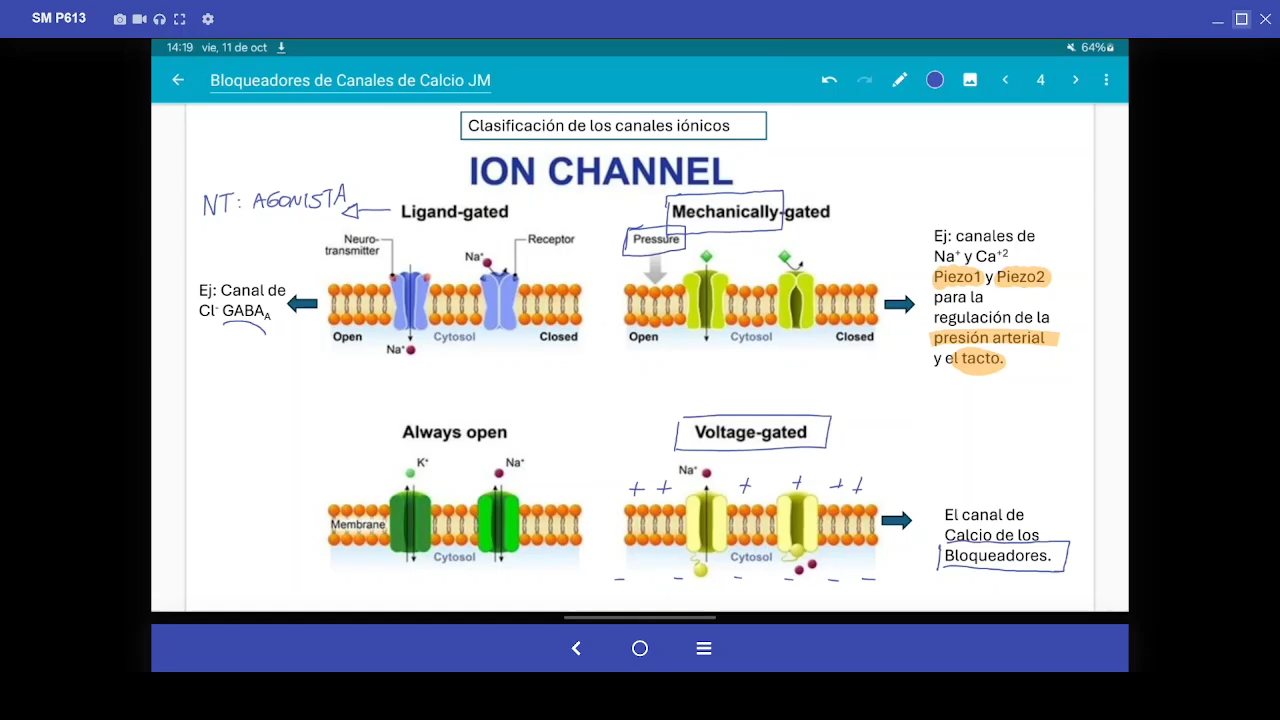 SM P613
14:19 vie, 11 de oct
64%
Bloqueadores de Canales de Calcio JM
4
Clasificación de los canales iónicos
ION CHANNEL
NT: AGONISTA
Ligand-gated
Neuro-
transmitter
Na⁺
Receptor
Ej: Canal de
Cl⁻ GABA_A
Open
Cytosol
Closed
Na⁺
Mechanically-gated
Pressure
Open
Cytosol
Closed
Ej: canales de
Na⁺ y Ca⁺²
Piezo1 y Piezo2
para la
regulación de la
presión arterial
y el tacto.
Always open
K⁺
Na⁺
Membrane
Cytosol
Voltage-gated
Na⁺
+ + + + + +
Cytosol
- - - - - -
El canal de
Calcio de los
Bloqueadores.